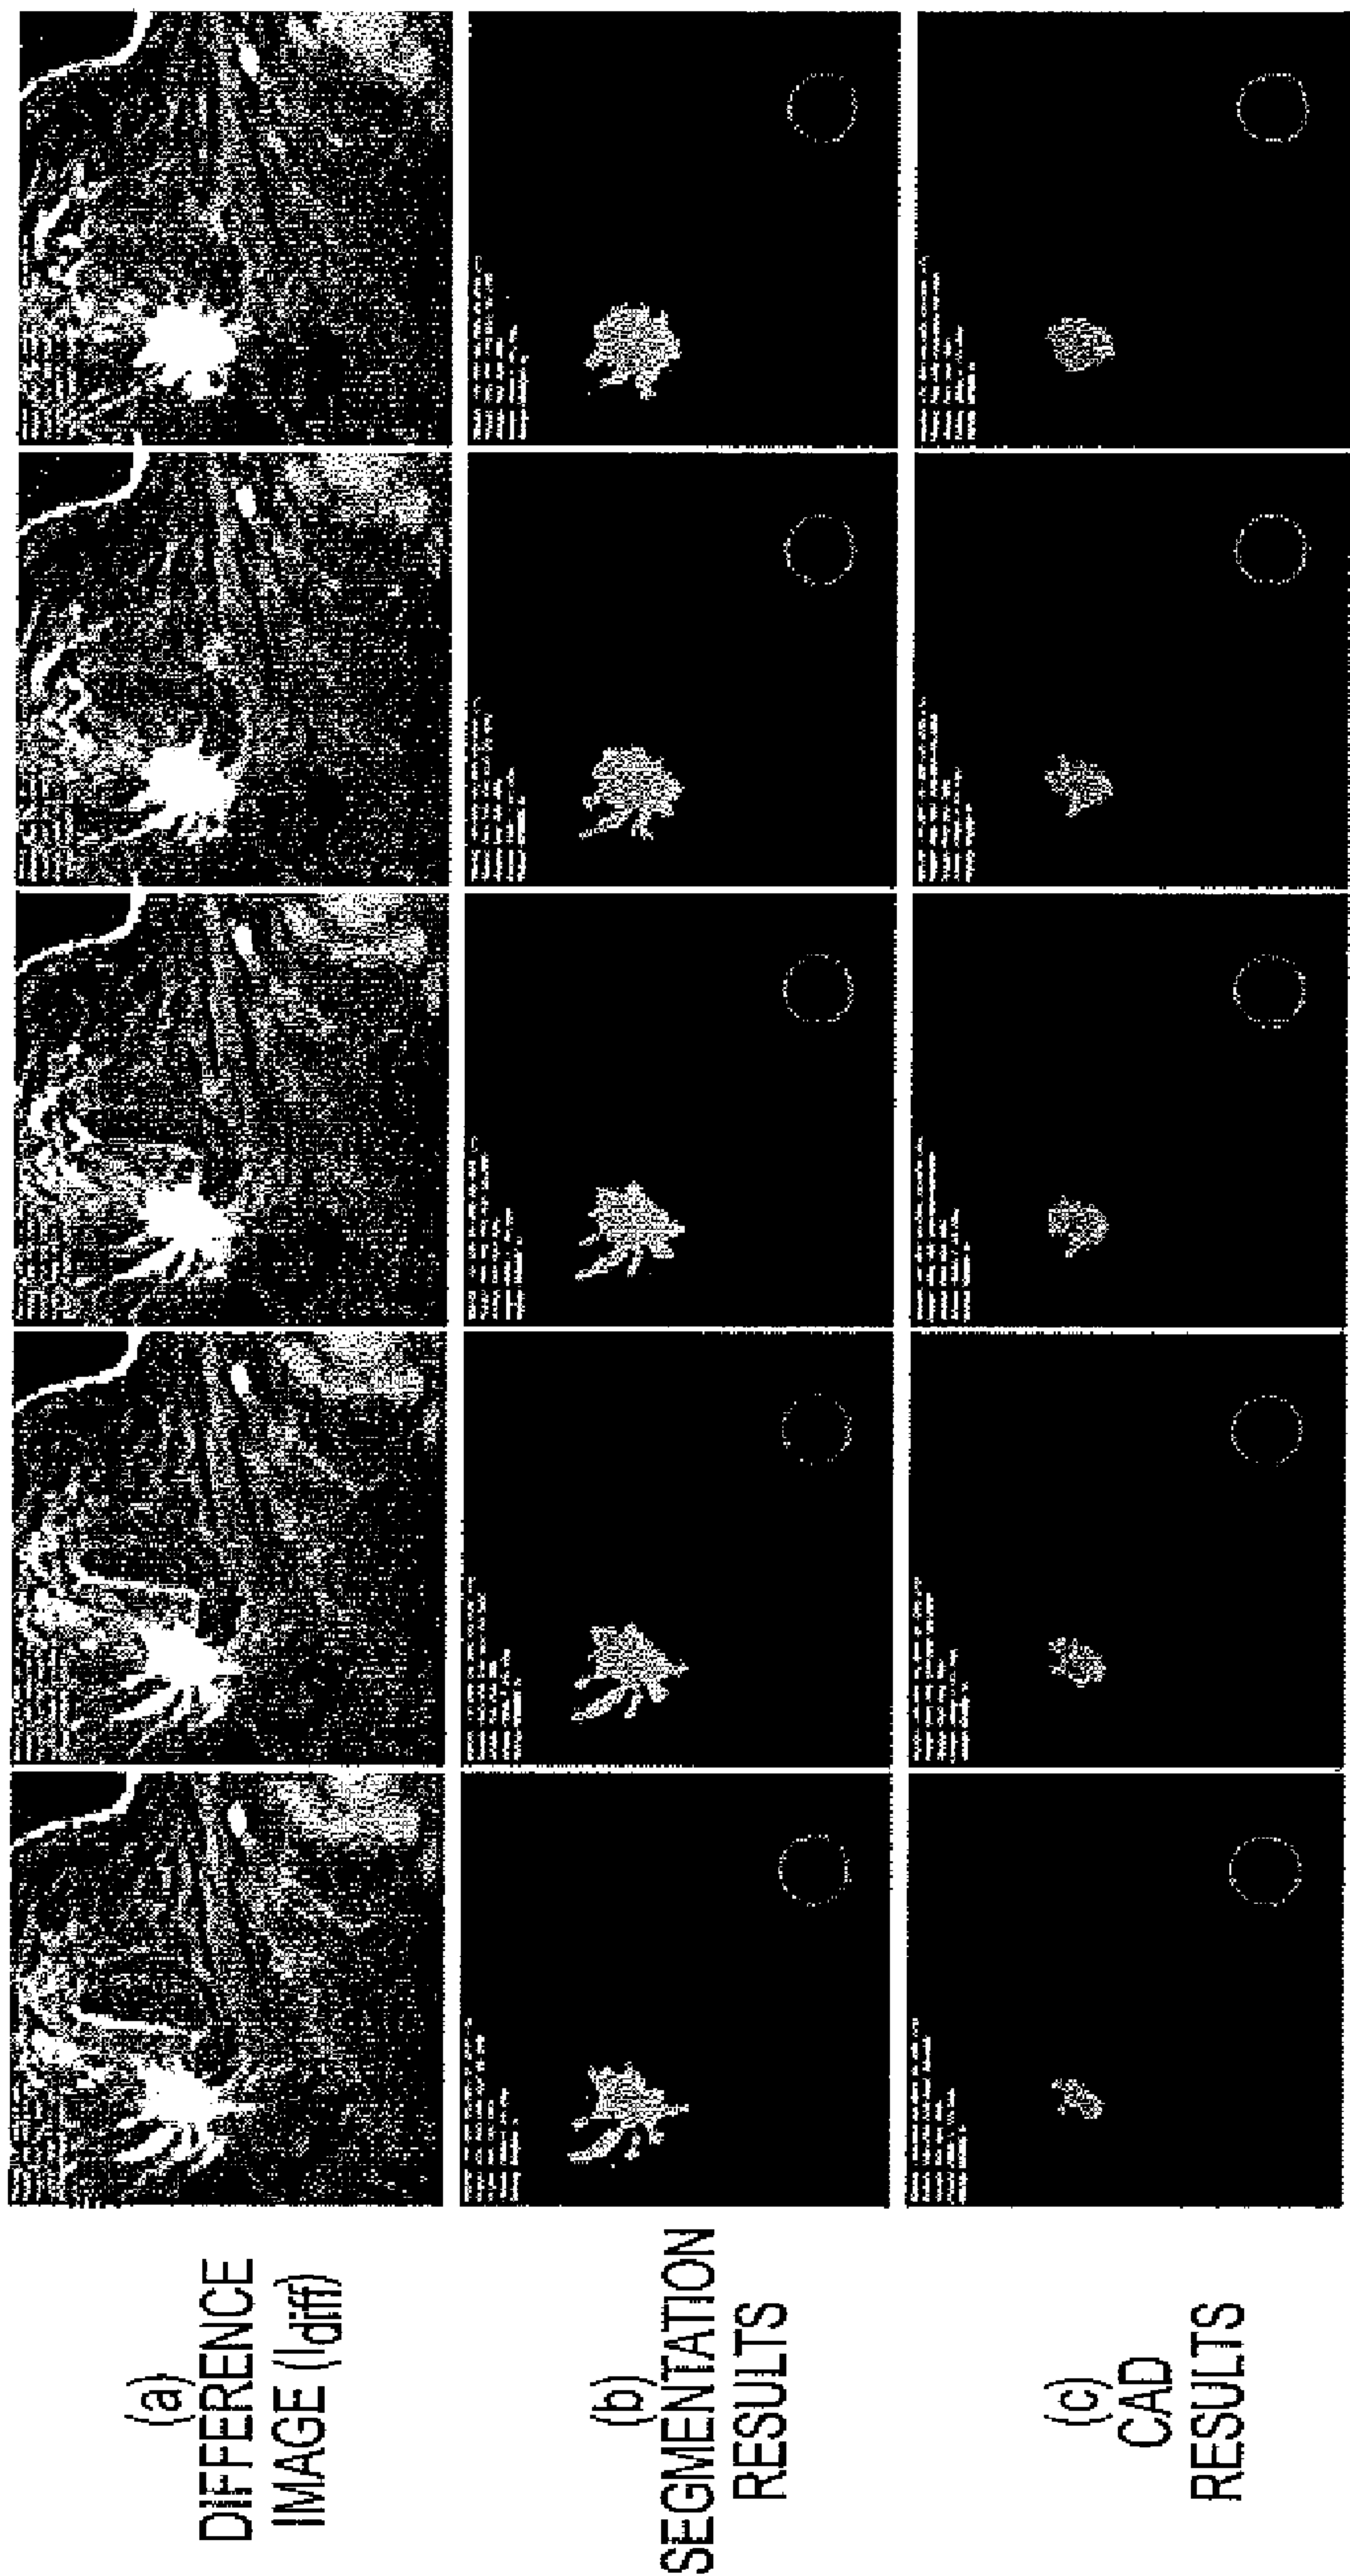 (a)
DIFFERENCE
IMAGE (Idiff)
(b)
SEGMENTATION
RESULTS
(c)
CAD
RESULTS